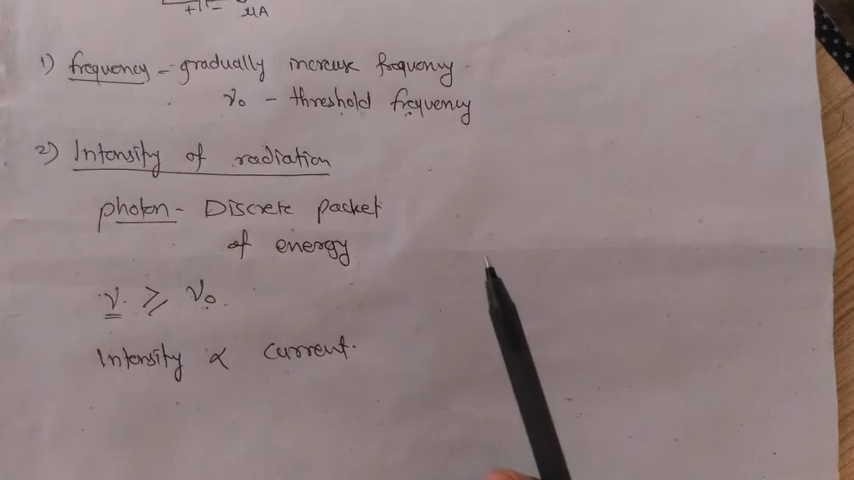 μA
1) frequency - gradually increase frequency
ν₀ - threshold frequency
2) Intensity of radiation
photon - Discrete packet
of energy
ν ≥ ν₀
Intensity ∝ current.